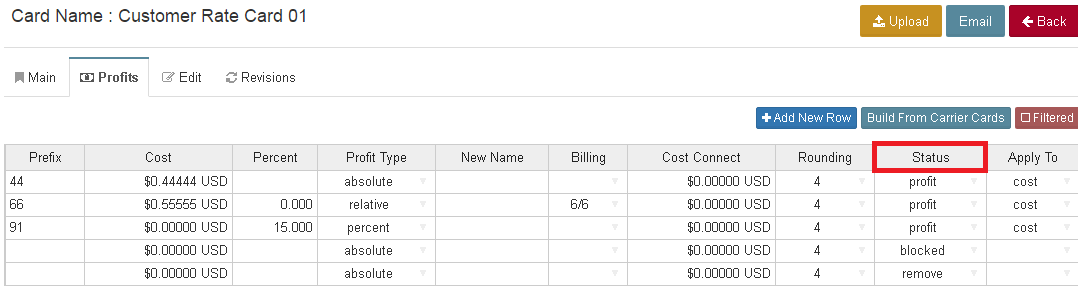 Card Name : Customer Rate Card 01
Upload Email Back
Main Profits Edit Revisions
Add New Row Build From Carrier Cards Filtered
Prefix Cost Percent Profit Type New Name Billing Cost Connect Rounding Status Apply To
44 $0.44444 USD absolute $0.00000 USD 4 profit cost
66 $0.55555 USD 0.000 relative 6/6 $0.00000 USD 4 profit cost
91 $0.00000 USD 15.000 percent $0.00000 USD 4 profit cost
$0.00000 USD absolute $0.00000 USD 4 blocked
$0.00000 USD absolute $0.00000 USD 4 remove